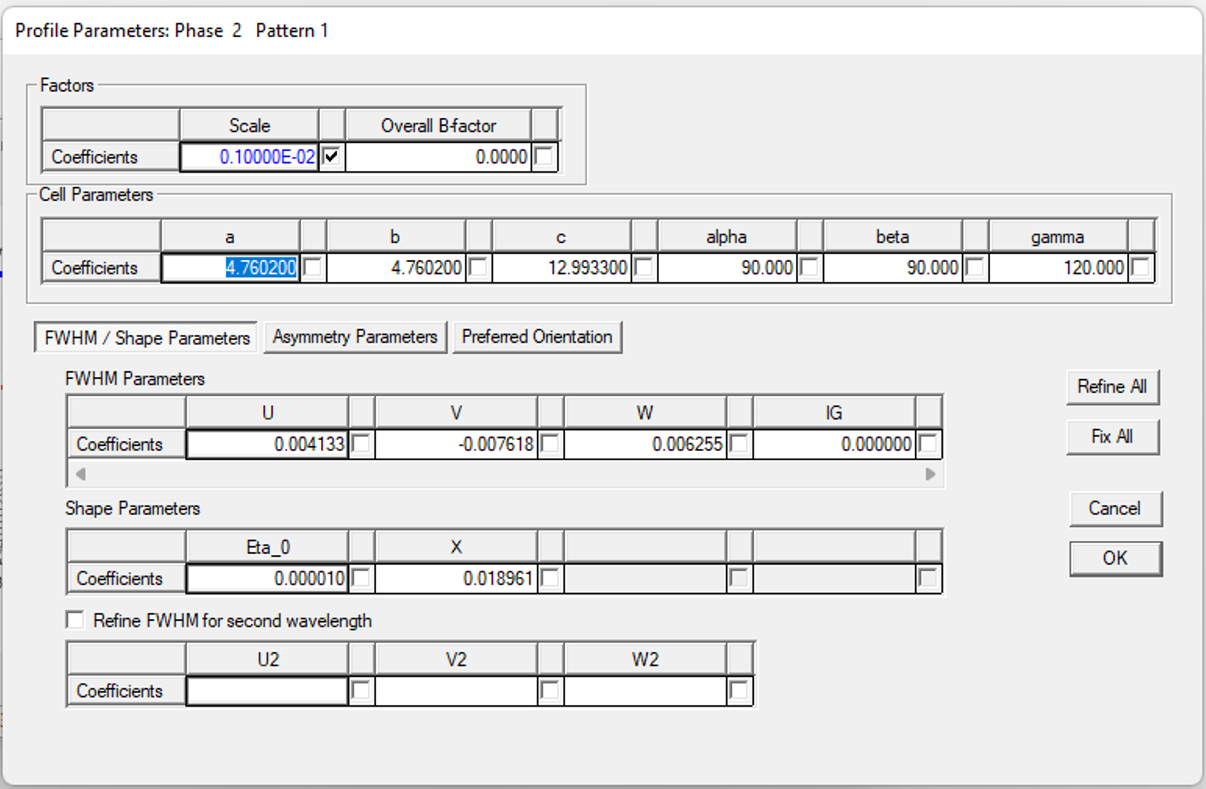 Profile Parameters: Phase 2 Pattern 1
Factors
Scale Overall B-factor
Coefficients 0.10000E-02 0.0000
Cell Parameters
a b c alpha beta gamma
Coefficients 4.760200 4.760200 12.993300 90.000 90.000 120.000
FWHM / Shape Parameters Asymmetry Parameters Preferred Orientation
FWHM Parameters
Refine All
U V W IG
Coefficients 0.004133 -0.007618 0.006255 0.000000
Fix All
Shape Parameters
Cancel
Eta_0 X
OK
Coefficients 0.000010 0.018961
Refine FWHM for second wavelength
U2 V2 W2
Coefficients